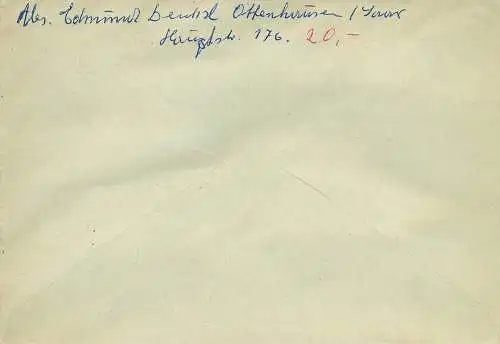 Abs. Edmund Deutsch Ottenhausen / Saar
Hauptstr. 176. 20,-